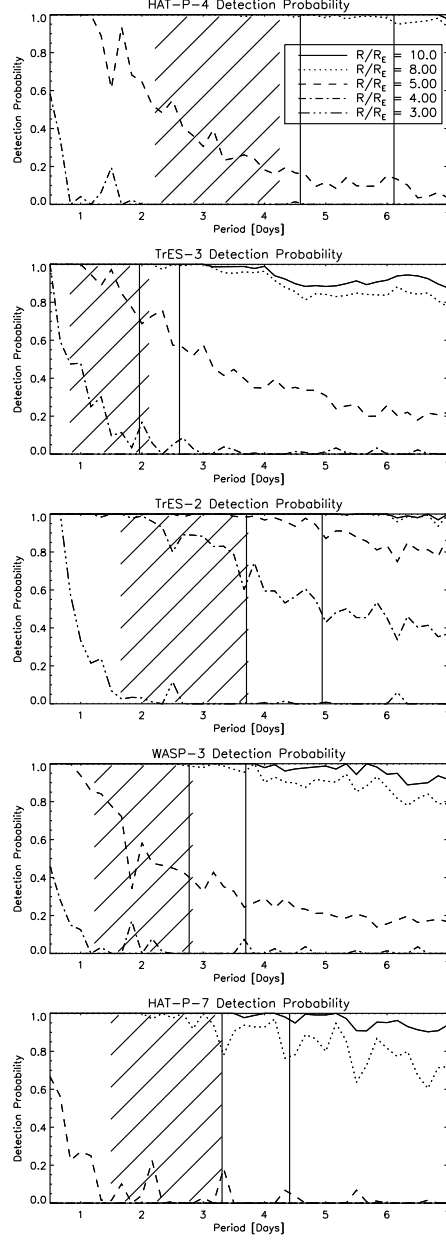 HAT-P-4 Detection Probability
1.0
0.8
0.6
0.4
0.2
0.0
Detection Probability
R/RE = 10.0
R/RE = 8.00
R/RE = 5.00
R/RE = 4.00
R/RE = 3.00
1 2 3 4 5 6
Period [Days]
TrES-3 Detection Probability
1.0
0.8
0.6
0.4
0.2
0.0
Detection Probability
1 2 3 4 5 6
Period [Days]
TrES-2 Detection Probability
1.0
0.8
0.6
0.4
0.2
0.0
Detection Probability
1 2 3 4 5 6
Period [Days]
WASP-3 Detection Probability
1.0
0.8
0.6
0.4
0.2
0.0
Detection Probability
1 2 3 4 5 6
Period [Days]
HAT-P-7 Detection Probability
1.0
0.8
0.6
0.4
0.2
0.0
Detection Probability
1 2 3 4 5 6
Period [Days]